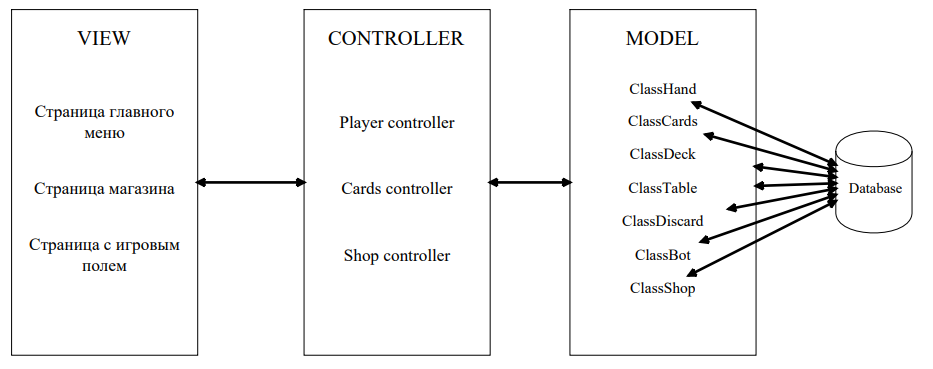 VIEW
Страница главного
меню
Страница магазина
Страница с игровым
полем
CONTROLLER
Player controller
Cards controller
Shop controller
MODEL
ClassHand
ClassCards
ClassDeck
ClassTable
ClassDiscard
ClassBot
ClassShop
Database